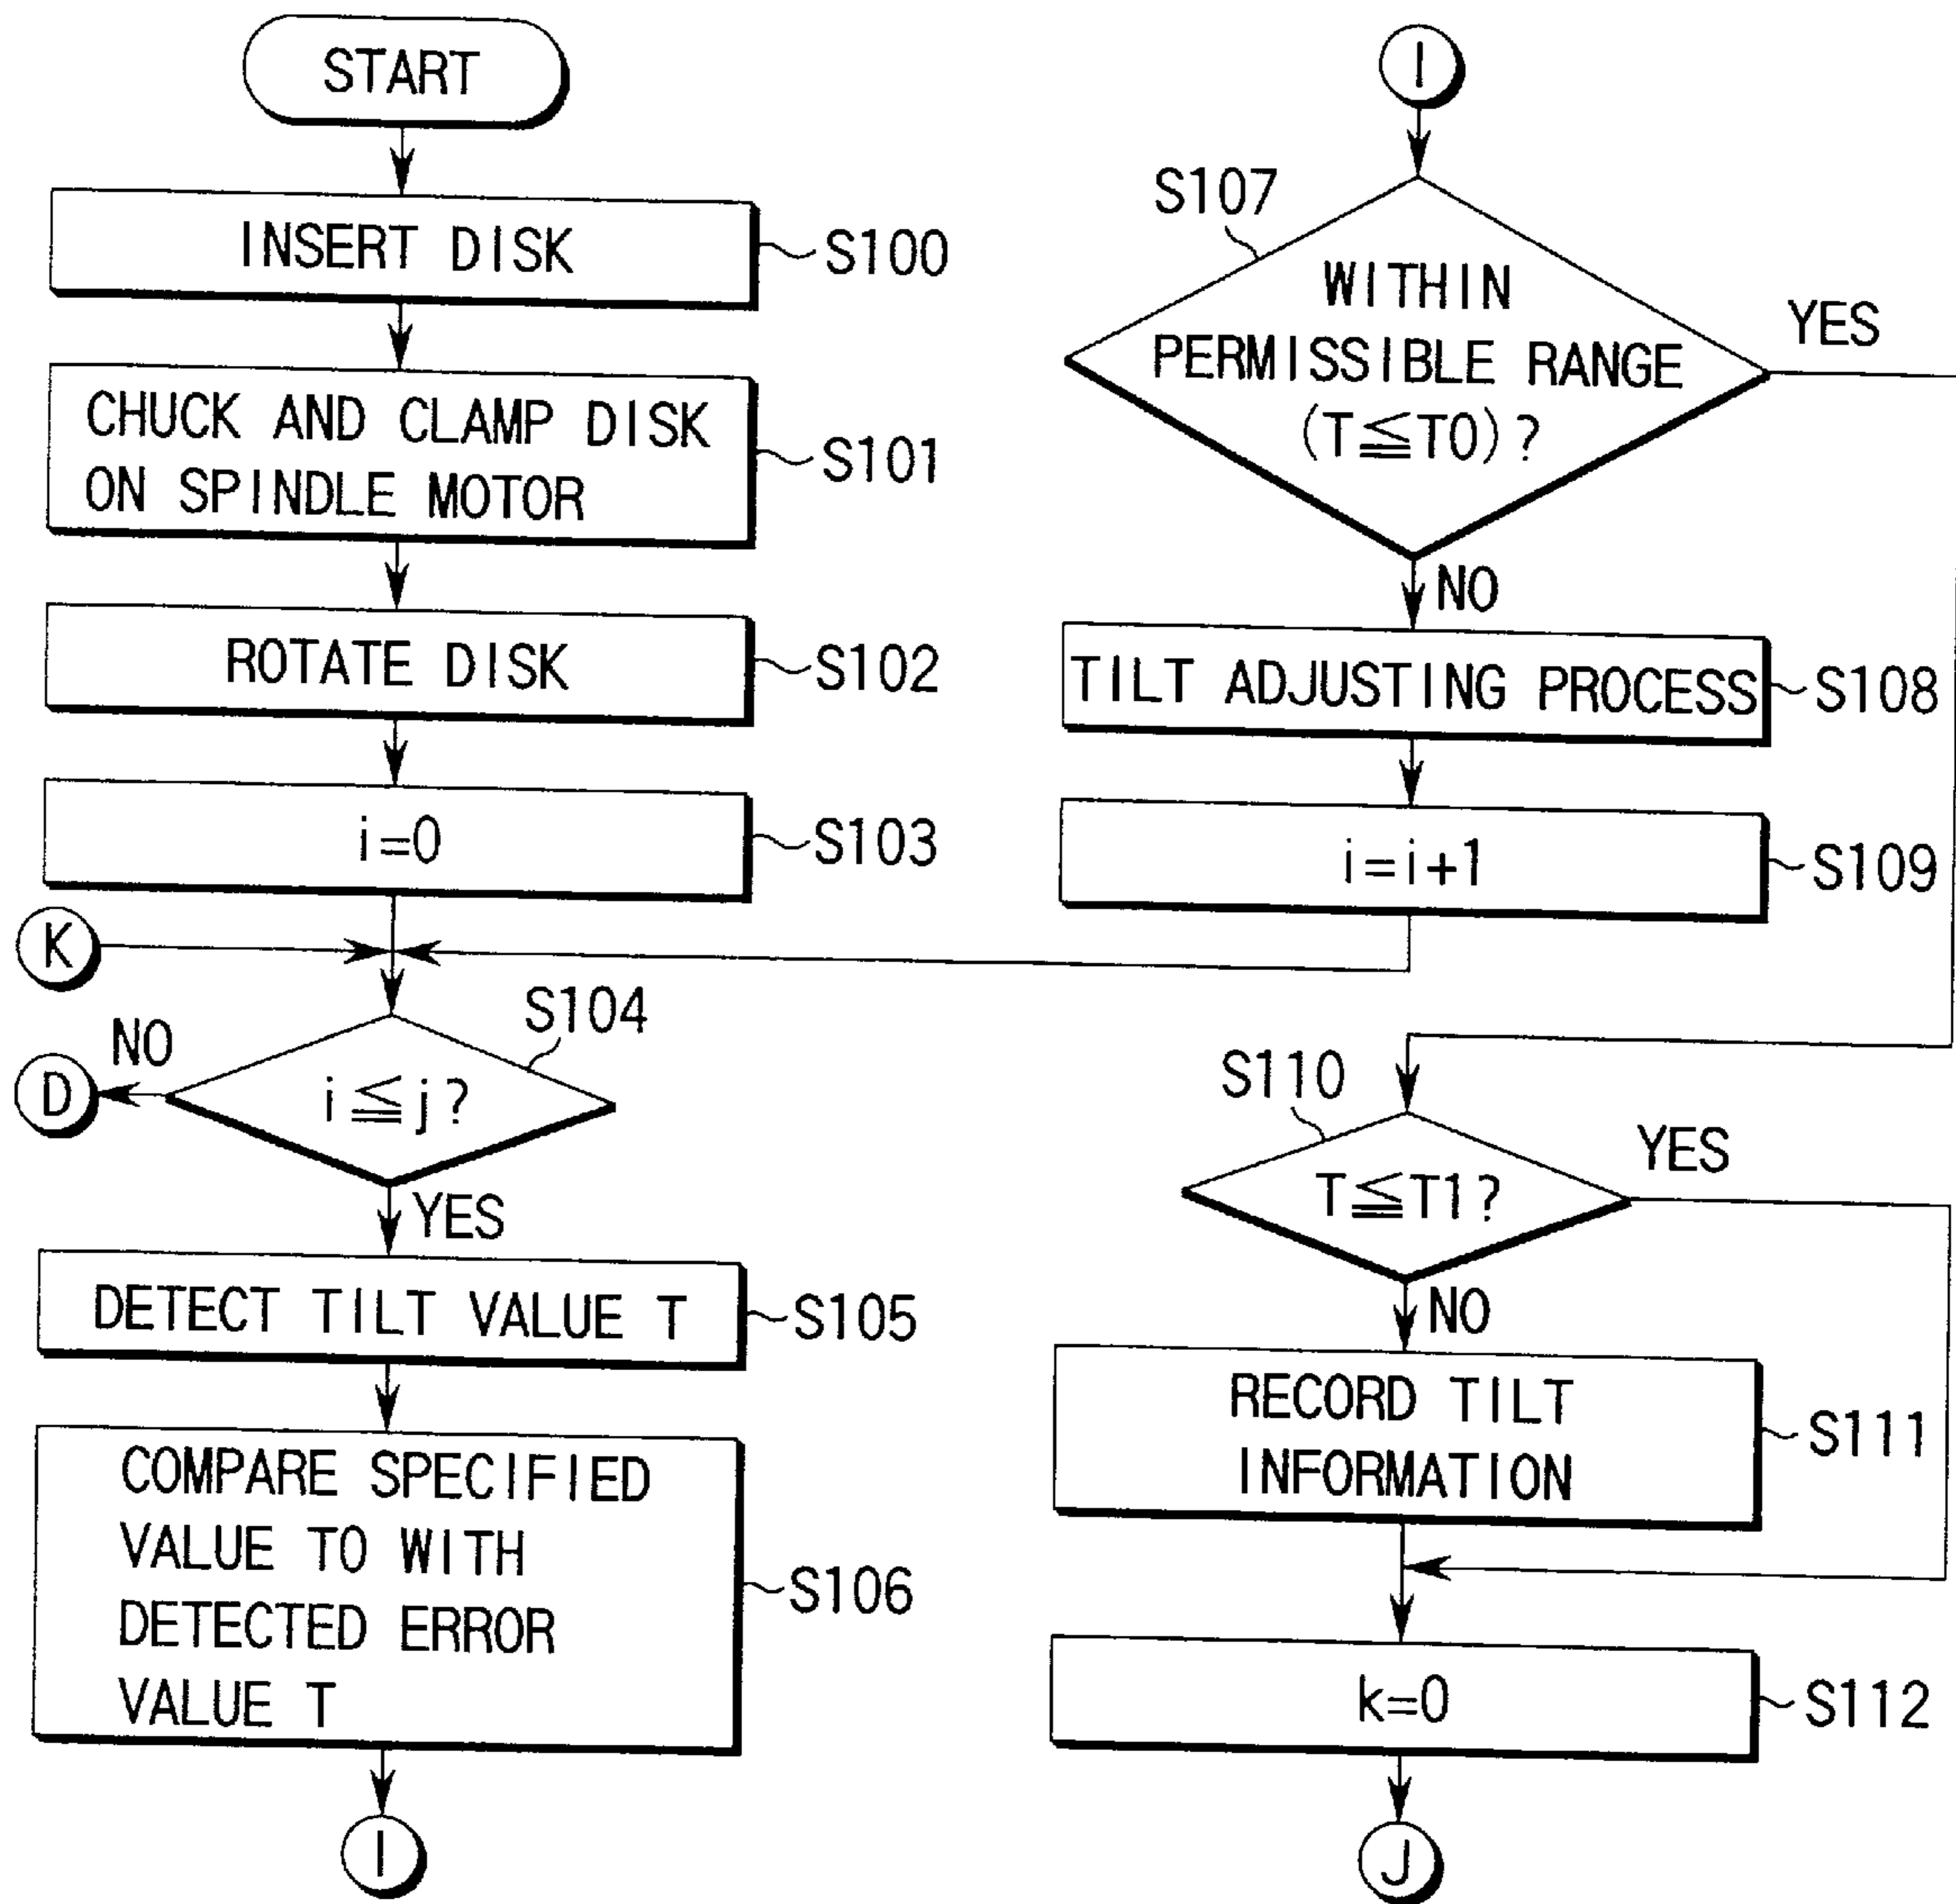 START
INSERT DISK
S100
CHUCK AND CLAMP DISK
ON SPINDLE MOTOR
S101
ROTATE DISK
S102
i=0
S103
K
S104
NO
D
i≦j?
YES
DETECT TILT VALUE T
S105
COMPARE SPECIFIED
VALUE TO WITH
DETECTED ERROR
VALUE T
S106
I
I
S107
WITHIN
PERMISSIBLE RANGE
(T≦T0)?
YES
NO
TILT ADJUSTING PROCESS
S108
i=i+1
S109
S110
T≦T1?
YES
NO
RECORD TILT
INFORMATION
S111
k=0
S112
J